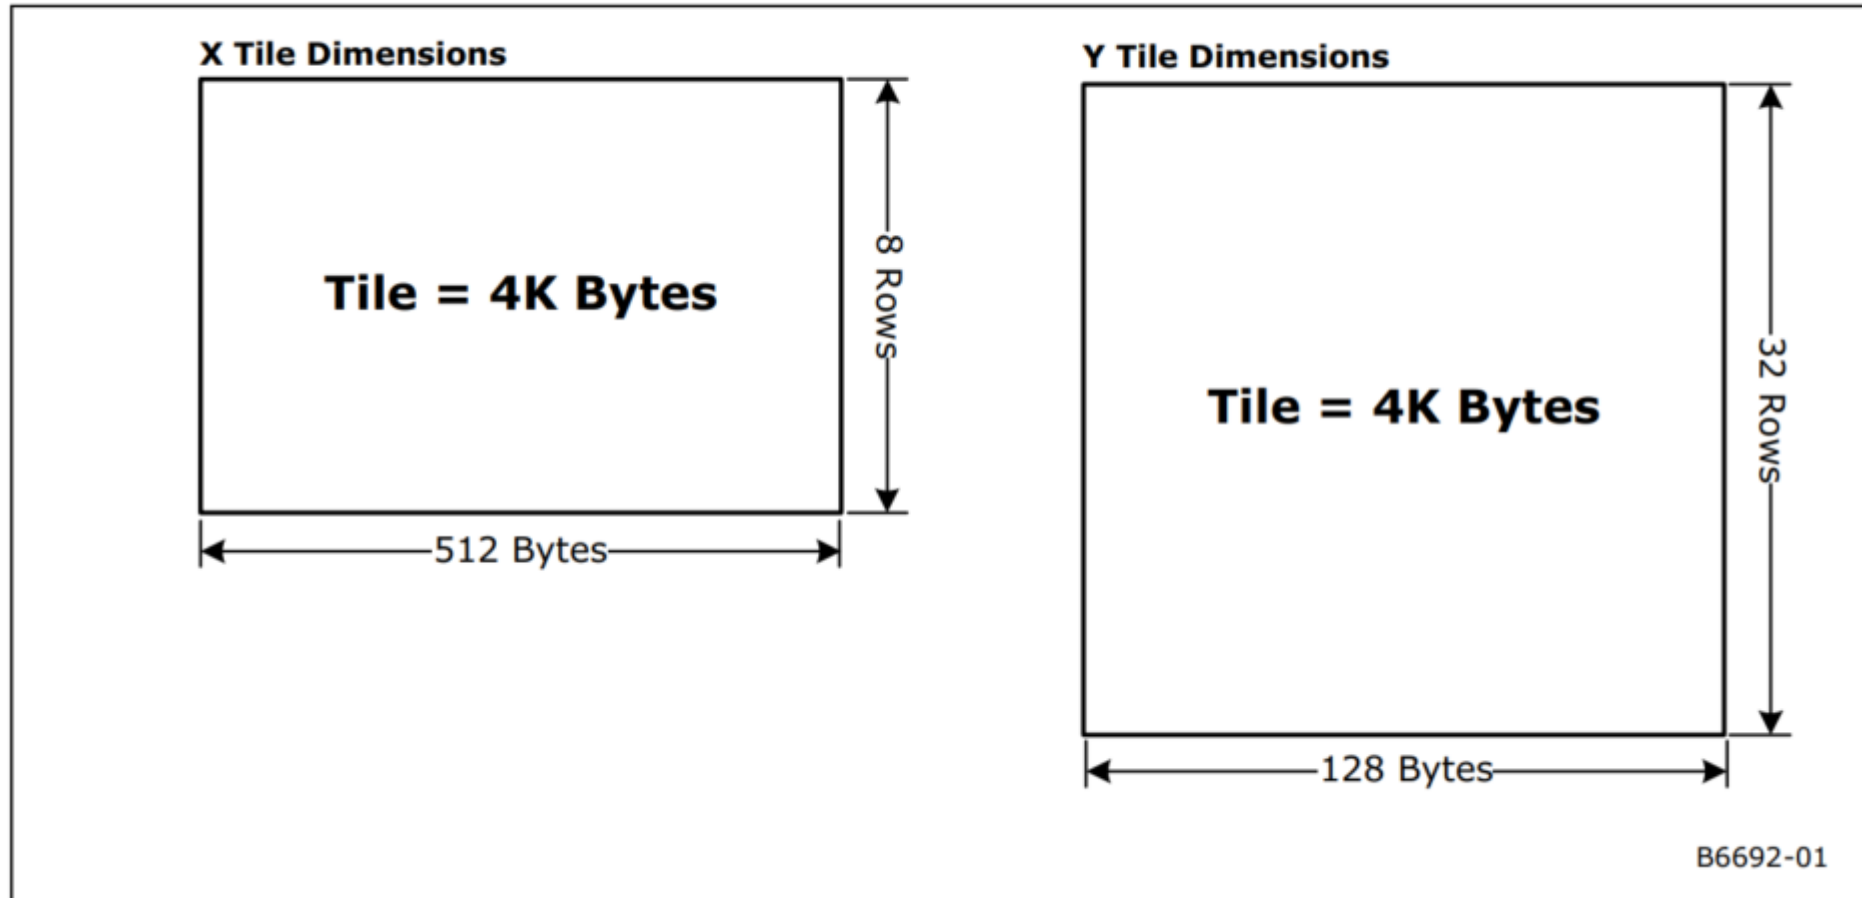 X Tile Dimensions
Tile = 4K Bytes
8 Rows
512 Bytes
Y Tile Dimensions
Tile = 4K Bytes
32 Rows
128 Bytes
B6692-01